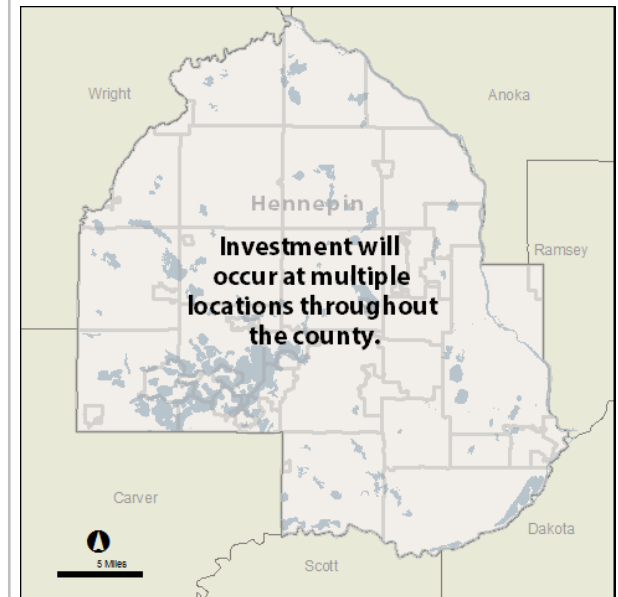 Wright
Anoka
Hennepin
Investment will
occur at multiple
locations throughout
the county.
Ramsey
Carver
5 Miles
Scott
Dakota